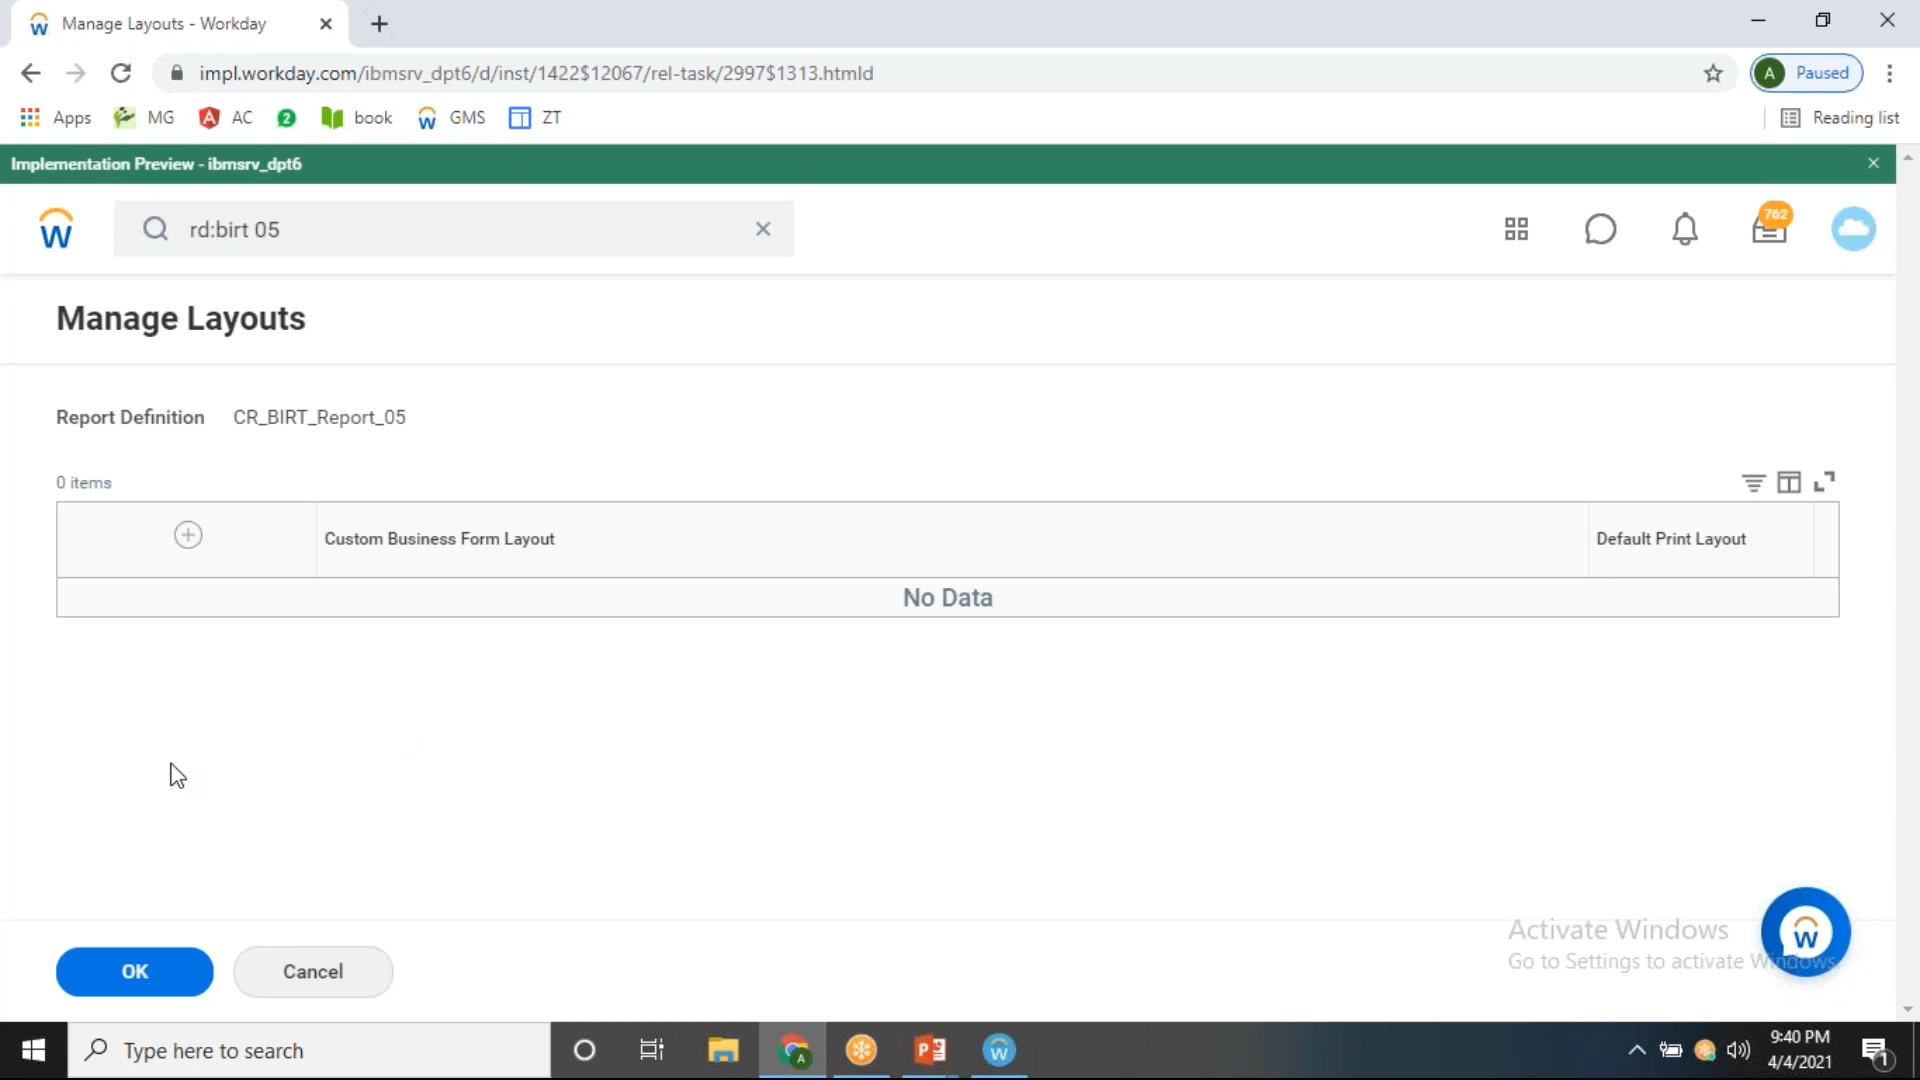 Manage Layouts - Workday
impl.workday.com/ibmsrv_dpt6/d/inst/1422$12067/rel-task/2997$1313.htmld
A Paused
Apps MG AC 2 book GMS ZT
Reading list
Implementation Preview - ibmsrv_dpt6
rd:birt 05
762
Manage Layouts
Report Definition CR_BIRT_Report_05
0 items
Custom Business Form Layout Default Print Layout
No Data
Activate Windows
Go to Settings to activate Windows.
OK Cancel
Type here to search
9:40 PM
4/4/2021
1